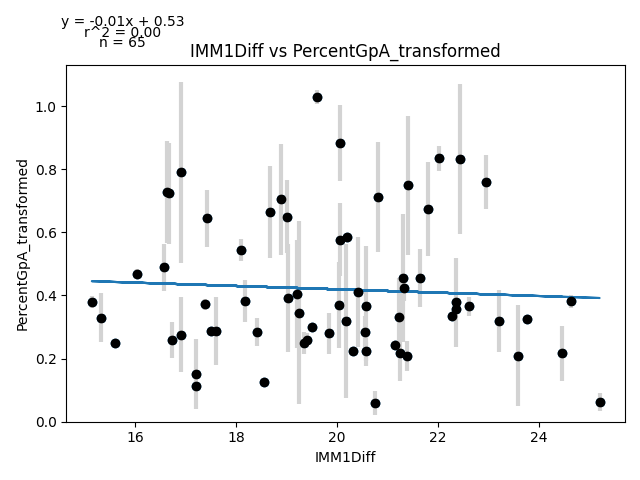 y = -0.01x + 0.53
r^2 = 0.00
n = 65
IMM1Diff vs PercentGpA_transformed
PercentGpA_transformed
1.0
0.8
0.6
0.4
0.2
0.0
16 18 20 22 24
IMM1Diff